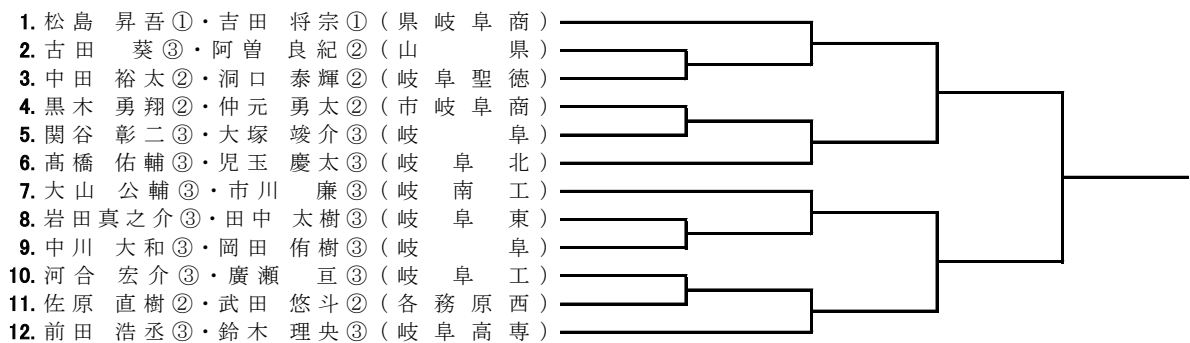 1. 松島 昇吾①・吉田 将宗① (県岐阜商)
2. 古田 葵③・阿曽 良紀② (山県)
3. 中田 裕太②・洞口 泰輝② (岐阜聖徳)
4. 黒木 勇翔②・仲元 勇太② (市岐阜商)
5. 関谷 彰二③・大塚 竣介③ (岐阜)
6. 髙橋 佑輔③・児玉 慶太③ (岐阜北)
7. 大山 公輔③・市川 廉③ (岐南工)
8. 岩田真之介③・田中 太樹③ (岐阜東)
9. 中川 大和③・岡田 侑樹③ (岐阜)
10. 河合 宏介③・廣瀬 亘③ (岐阜工)
11. 佐原 直樹②・武田 悠斗② (各務原西)
12. 前田 浩丞③・鈴木 理央③ (岐阜高専)